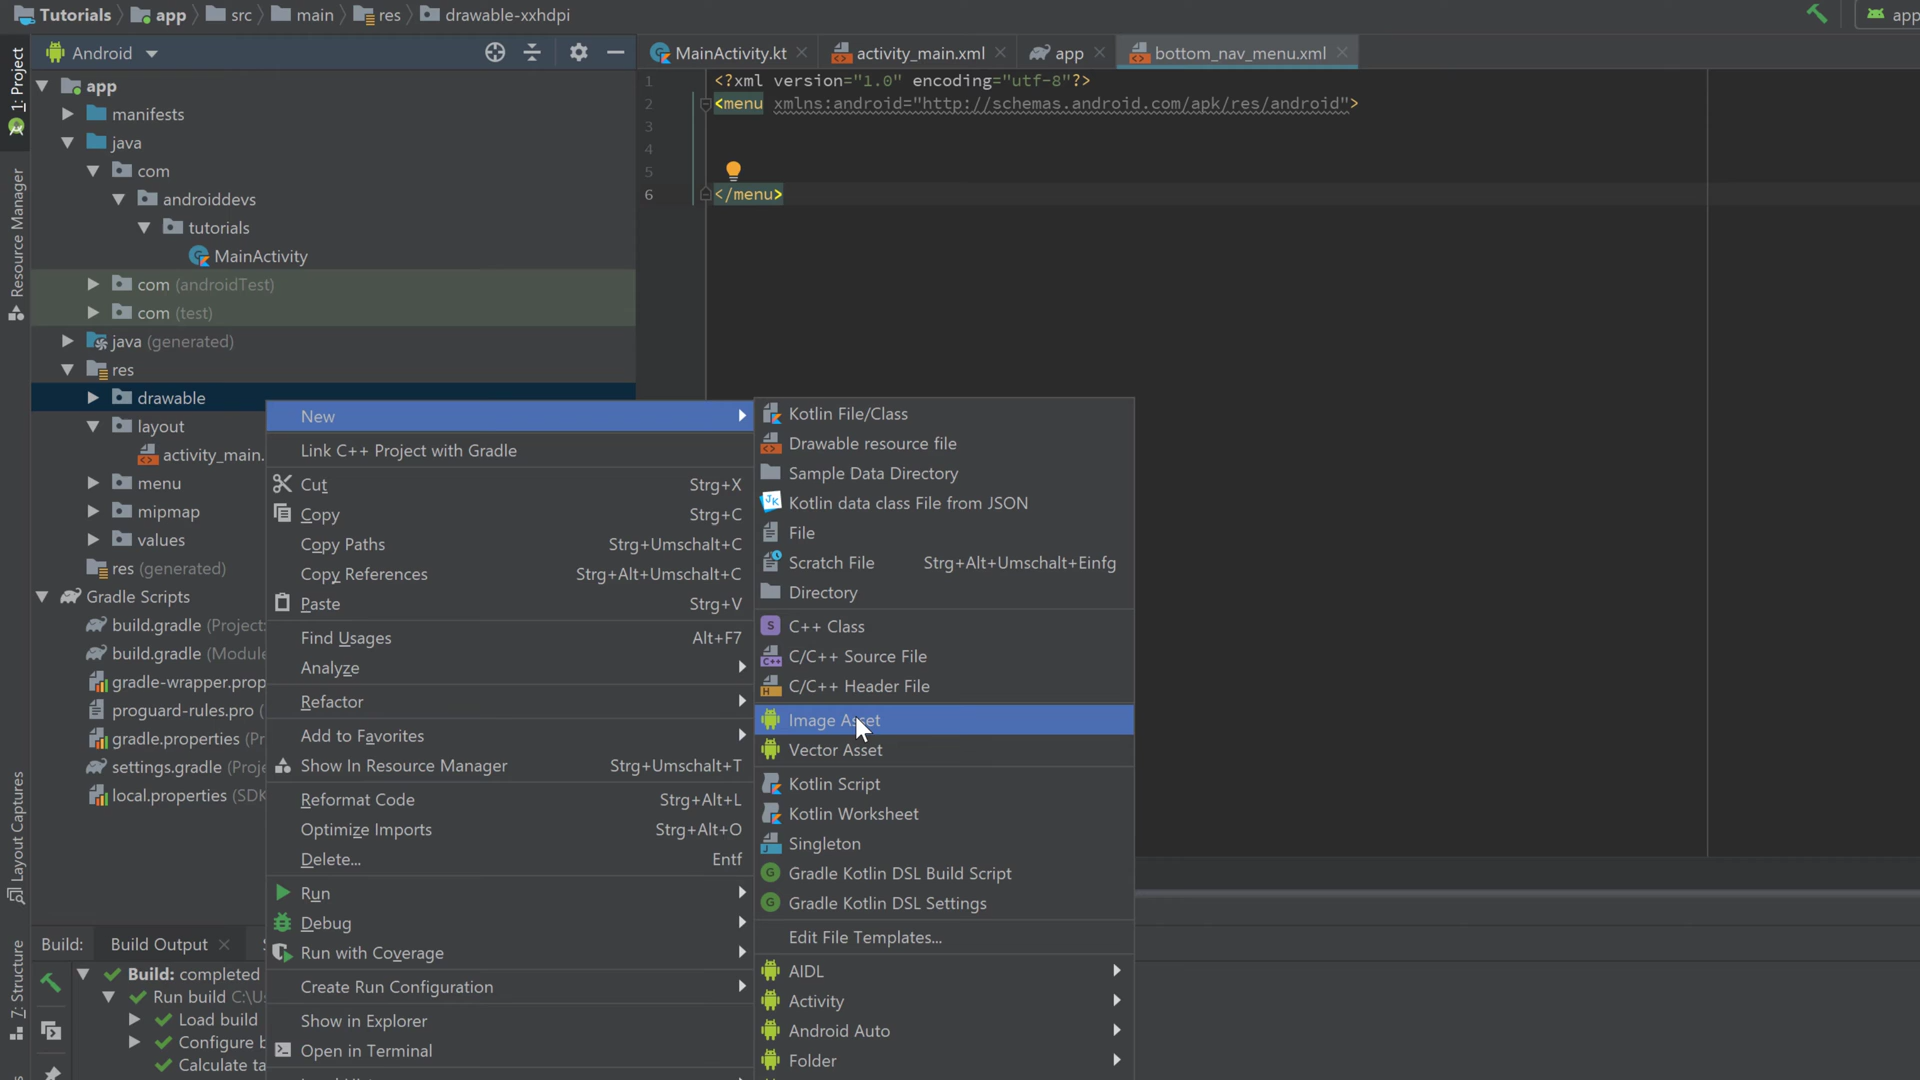 Tutorials app src main res drawable-xxhdpi app
Android
MainActivity.kt activity_main.xml app bottom_nav_menu.xml
1: Project
Resource Manager
Layout Captures
7: Structure
app
manifests
java
com
androiddevs
tutorials
MainActivity
com (androidTest)
com (test)
java (generated)
res
drawable
layout
activity_main.
menu
mipmap
values
res (generated)
Gradle Scripts
build.gradle (Project:
build.gradle (Module
gradle-wrapper.prop
proguard-rules.pro (
gradle.properties (Pr
settings.gradle (Proje
local.properties (SDK
1 <?xml version="1.0" encoding="utf-8"?>
2 <menu xmlns:android="http://schemas.android.com/apk/res/android">
3
4
5
6 </menu>
New
Link C++ Project with Gradle
Cut Strg+X
Copy Strg+C
Copy Paths Strg+Umschalt+C
Copy References Strg+Alt+Umschalt+C
Paste Strg+V
Find Usages Alt+F7
Analyze
Refactor
Add to Favorites
Show In Resource Manager Strg+Umschalt+T
Reformat Code Strg+Alt+L
Optimize Imports Strg+Alt+O
Delete... Entf
Run
Debug
Run with Coverage
Create Run Configuration
Show in Explorer
Open in Terminal
Kotlin File/Class
Drawable resource file
Sample Data Directory
Kotlin data class File from JSON
File
Scratch File Strg+Alt+Umschalt+Einfg
Directory
C++ Class
C/C++ Source File
C/C++ Header File
Image Asset
Vector Asset
Kotlin Script
Kotlin Worksheet
Singleton
Gradle Kotlin DSL Build Script
Gradle Kotlin DSL Settings
Edit File Templates...
AIDL
Activity
Android Auto
Folder
Build: Build Output
Build: completed
Run build C:\U
Load build
Configure b
Calculate ta